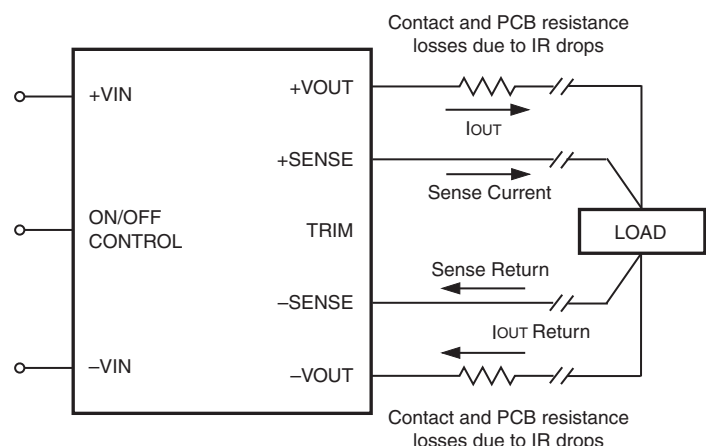 Contact and PCB resistance
losses due to IR drops
+VIN
+VOUT
IOUT
+SENSE
Sense Current
ON/OFF
CONTROL
TRIM
LOAD
Sense Return
–SENSE
IOUT Return
–VIN
–VOUT
Contact and PCB resistance
losses due to IR drops